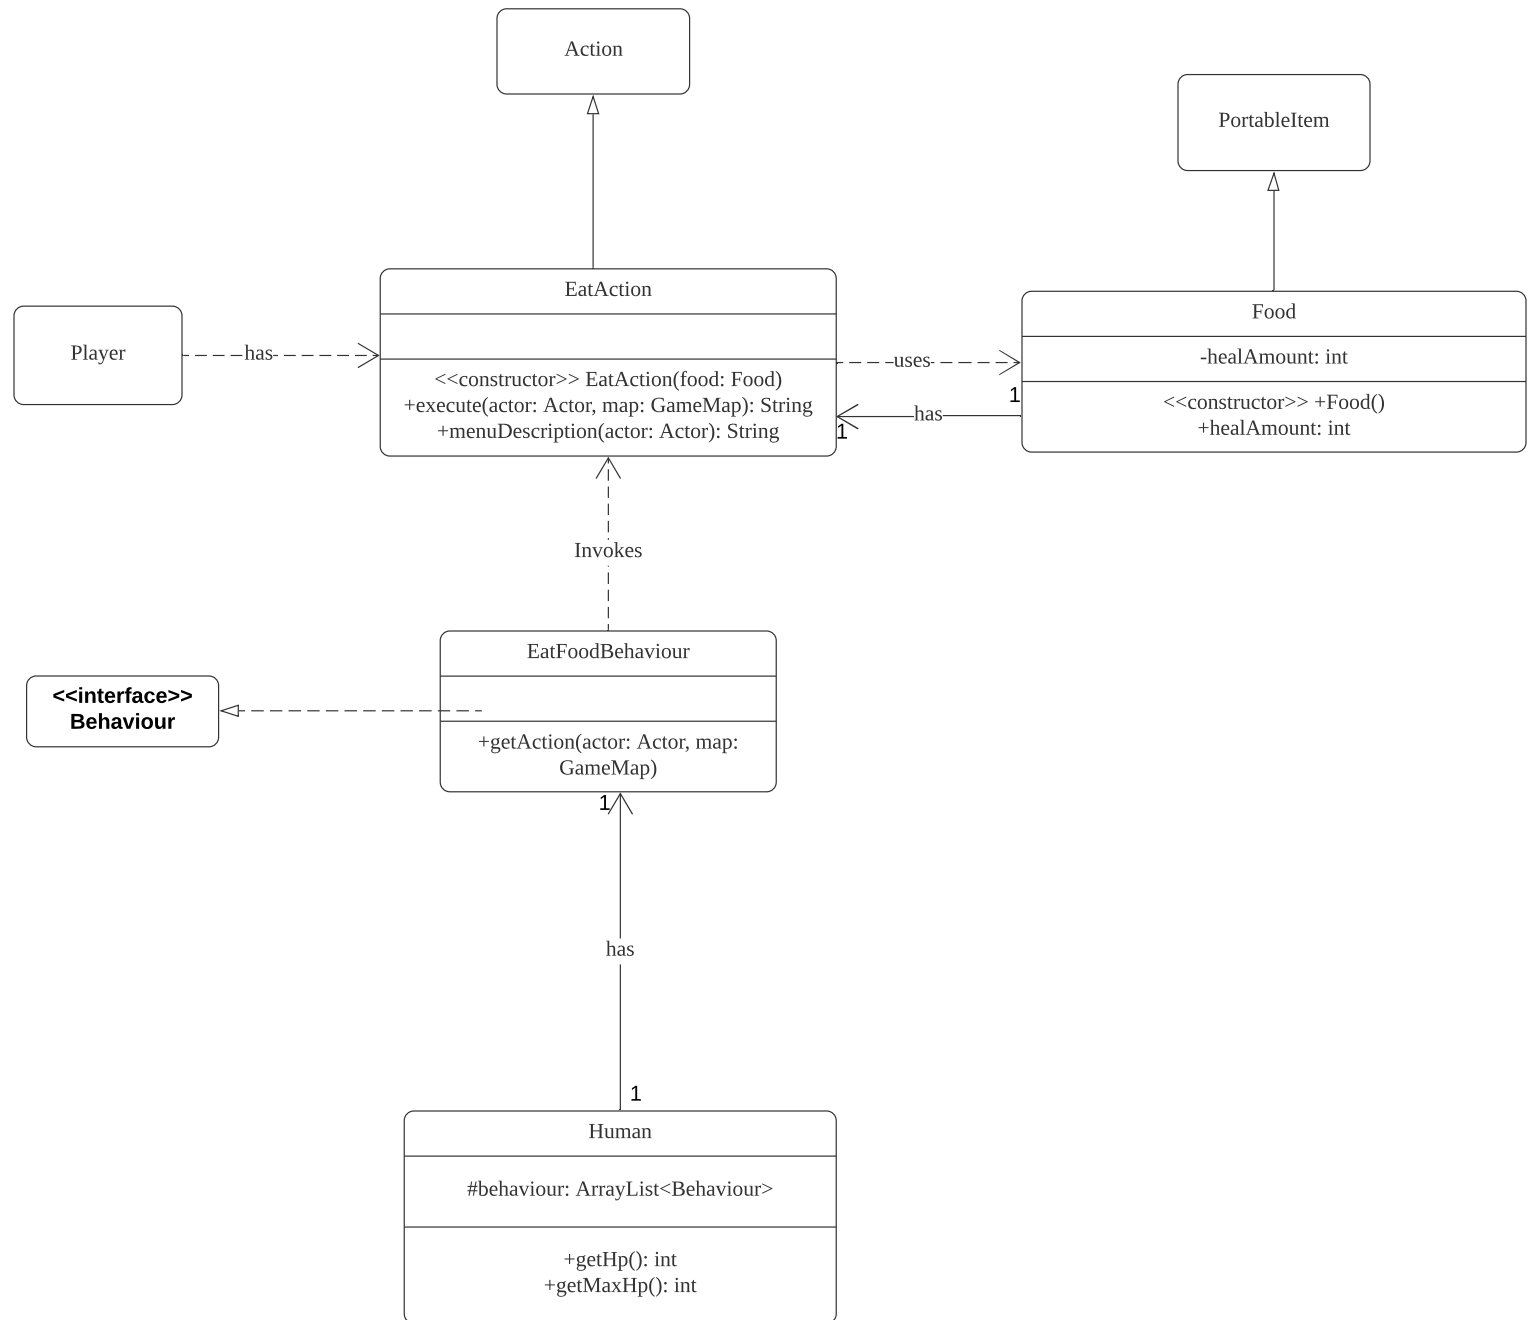 Action
PortableItem
EatAction
<<constructor>> EatAction(food: Food)
+execute(actor: Actor, map: GameMap): String
+menuDescription(actor: Actor): String
Player
has
uses
has
1
1
Food
-healAmount: int
<<constructor>> +Food()
+healAmount: int
Invokes
EatFoodBehaviour
+getAction(actor: Actor, map:
GameMap)
<<interface>>
Behaviour
1
has
1
Human
#behaviour: ArrayList<Behaviour>
+getHp(): int
+getMaxHp(): int